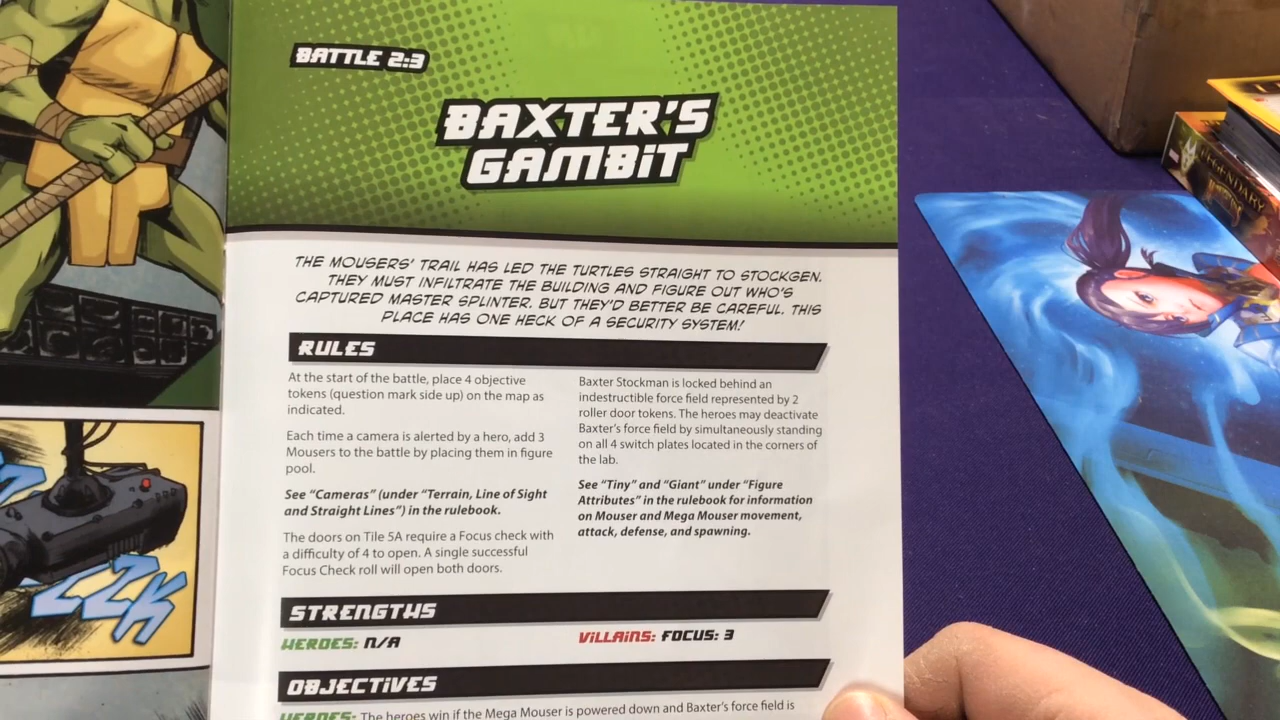 BATTLE 2:3
BAXTER'S
GAMBiT
THE MOUSERS' TRAIL HAS LED THE TURTLES STRAIGHT TO STOCKGEN.
THEY MUST INFILTRATE THE BUILDING AND FIGURE OUT WHO'S
CAPTURED MASTER SPLINTER. BUT THEY'D BETTER BE CAREFUL. THIS
PLACE HAS ONE HECK OF A SECURITY SYSTEM!
RULES
At the start of the battle, place 4 objective
tokens (question mark side up) on the map as
indicated.
Each time a camera is alerted by a hero, add 3
Mousers to the battle by placing them in figure
pool.
See “Cameras” (under “Terrain, Line of Sight
and Straight Lines”) in the rulebook.
The doors on Tile 5A require a Focus check with
a difficulty of 4 to open. A single successful
Focus Check roll will open both doors.
Baxter Stockman is locked behind an
indestructible force field represented by 2
roller door tokens. The heroes may deactivate
Baxter's force field by simultaneously standing
on all 4 switch plates located in the corners of
the lab.
See “Tiny” and “Giant” under “Figure
Attributes” in the rulebook for information
on Mouser and Mega Mouser movement,
attack, defense, and spawning.
STRENGTHS
HEROES: N/A
ViLLAiNS: FOCUS: 3
OBJECTiVES
HEROES: The heroes win if the Mega Mouser is powered down and Baxter's force field is
ZZK
LEGENDARY